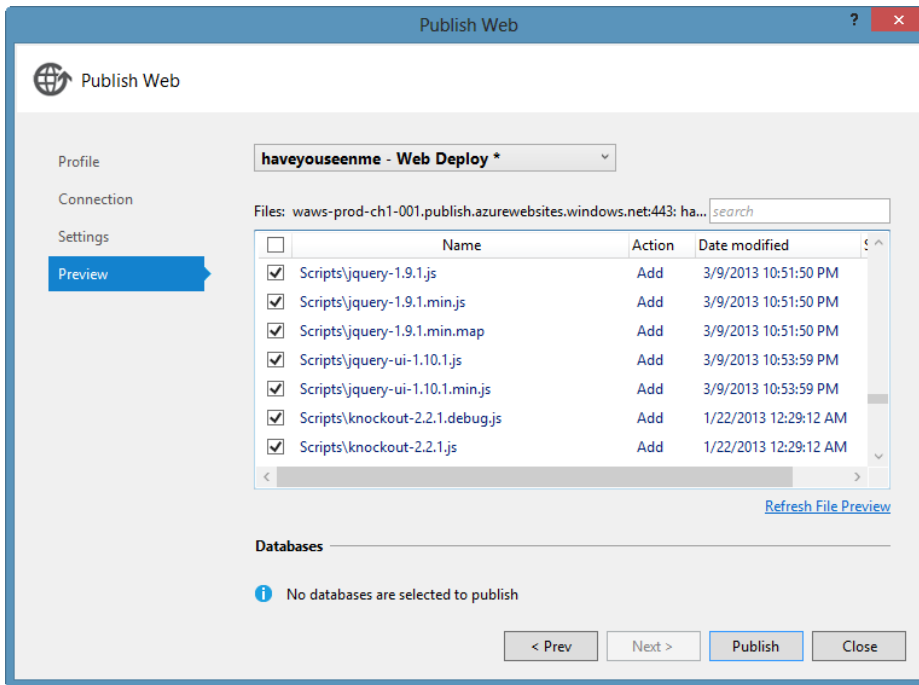 Publish Web
?
Publish Web
Profile
Connection
Settings
Preview
haveyouseenme - Web Deploy *
Files: waws-prod-ch1-001.publish.azurewebsites.windows.net:443: ha... search
Name Action Date modified
Scripts\jquery-1.9.1.js Add 3/9/2013 10:51:50 PM
Scripts\jquery-1.9.1.min.js Add 3/9/2013 10:51:50 PM
Scripts\jquery-1.9.1.min.map Add 3/9/2013 10:51:50 PM
Scripts\jquery-ui-1.10.1.js Add 3/9/2013 10:53:59 PM
Scripts\jquery-ui-1.10.1.min.js Add 3/9/2013 10:53:59 PM
Scripts\knockout-2.2.1.debug.js Add 1/22/2013 12:29:12 AM
Scripts\knockout-2.2.1.js Add 1/22/2013 12:29:12 AM
Refresh File Preview
Databases
No databases are selected to publish
< Prev Next > Publish Close